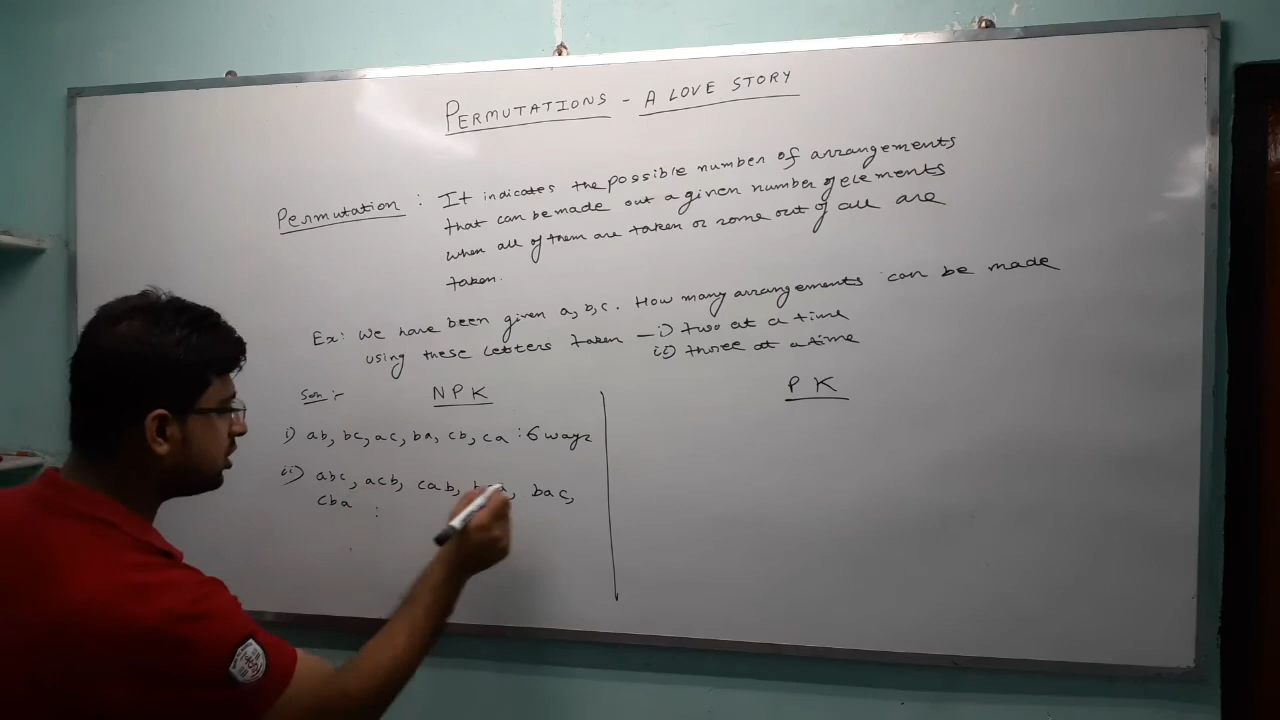 PERMUTATIONS - A LOVE STORY
Permutation : It indicates the possible number of arrangements
that can be made out a given number of elements
when all of them are taken or some out of all are
taken.
Ex: We have been given a, b, c. How many arrangements can be made
using these letters taken – i) two at a time
ii) three at a time
Soln :-
NPK
i) ab, bc, ac, ba, cb, ca : 6 ways
ii) abc, acb, cab, bac,
cba :
PK